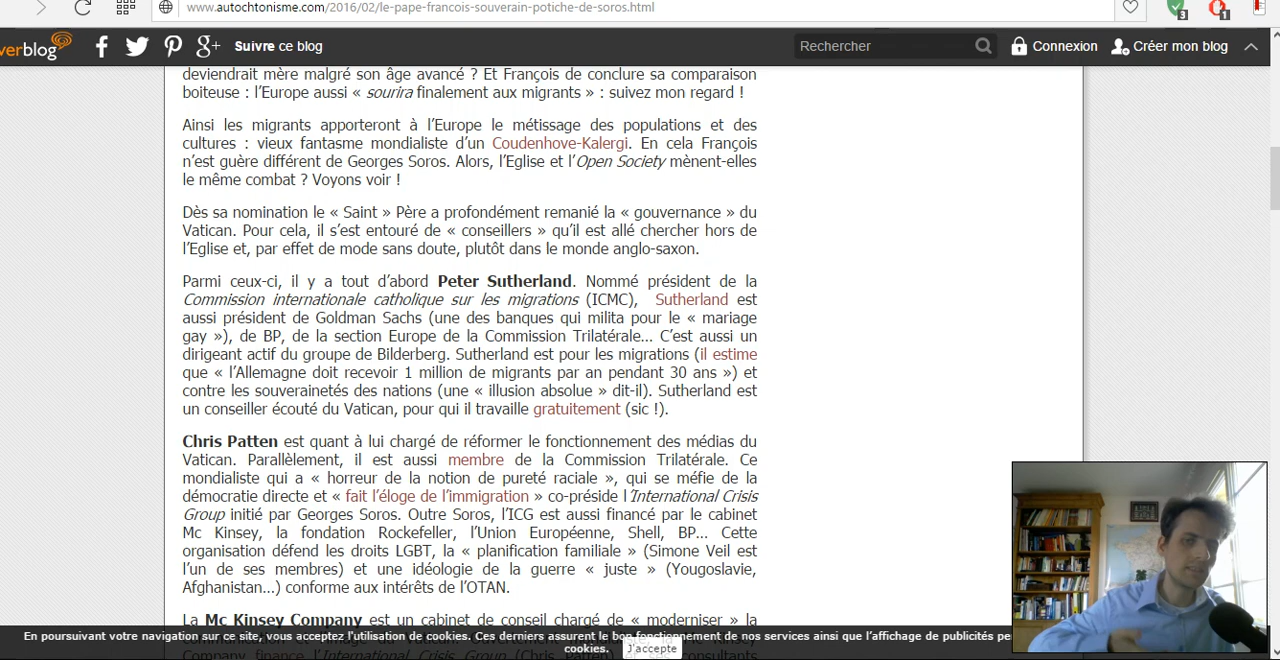 www.autochtonisme.com/2016/02/le-pape-francois-souverain-potiche-de-soros.html
3
1
verblog
Suivre ce blog
Rechercher
Connexion
Créer mon blog
deviendrait mère malgré son âge avancé ? Et François de conclure sa comparaison
boiteuse : l’Europe aussi « sourira finalement aux migrants » : suivez mon regard !
Ainsi les migrants apporteront à l’Europe le métissage des populations et des
cultures : vieux fantasme mondialiste d’un Coudenhove-Kalergi. En cela François
n’est guère différent de Georges Soros. Alors, l’Eglise et l’Open Society mènent-elles
le même combat ? Voyons voir !
Dès sa nomination le « Saint » Père a profondément remanié la « gouvernance » du
Vatican. Pour cela, il s’est entouré de « conseillers » qu’il est allé chercher hors de
l’Eglise et, par effet de mode sans doute, plutôt dans le monde anglo-saxon.
Parmi ceux-ci, il y a tout d’abord Peter Sutherland. Nommé président de la
Commission internationale catholique sur les migrations (ICMC), Sutherland est
aussi président de Goldman Sachs (une des banques qui milita pour le « mariage
gay »), de BP, de la section Europe de la Commission Trilatérale... C’est aussi un
dirigeant actif du groupe de Bilderberg. Sutherland est pour les migrations (il estime
que « l’Allemagne doit recevoir 1 million de migrants par an pendant 30 ans ») et
contre les souverainetés des nations (une « illusion absolue » dit-il). Sutherland est
un conseiller écouté du Vatican, pour qui il travaille gratuitement (sic !).
Chris Patten est quant à lui chargé de réformer le fonctionnement des médias du
Vatican. Parallèlement, il est aussi membre de la Commission Trilatérale. Ce
mondialiste qui a « horreur de la notion de pureté raciale », qui se méfie de la
démocratie directe et « fait l’éloge de l’immigration » co-préside l’International Crisis
Group initié par Georges Soros. Outre Soros, l’ICG est aussi financé par le cabinet
Mc Kinsey, la fondation Rockefeller, l’Union Européenne, Shell, BP... Cette
organisation défend les droits LGBT, la « planification familiale » (Simone Veil est
l’un de ses membres) et une idéologie de la guerre « juste » (Yougoslavie,
Afghanistan...) conforme aux intérêts de l’OTAN.
La Mc Kinsey Company est un cabinet de conseil chargé de « moderniser » la
En poursuivant votre navigation sur ce site, vous acceptez l'utilisation de cookies. Ces derniers assurent le bon fonctionnement de nos services ainsi que l’affichage de publicités pe
cookies. J'accepte
Company finance l’International Crisis Group (Chris Patten) consultants